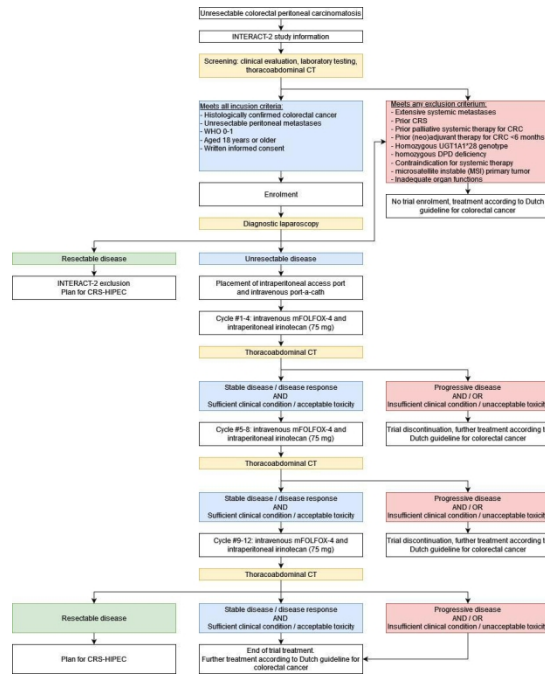 Unresectable colorectal peritoneal carcinomatosis
INTERACT-2 study information
Screening: clinical evaluation, laboratory testing,
thoracoabdominal CT
Meets all incusion criteria:
- Histologically confirmed colorectal cancer
- Unresectable peritoneal metastases
- WHO 0-1
- Aged 18 years or older
- Written informed consent
Meets any exclusion criterium:
- Extensive systemic metastases
- Prior CRS
- Prior palliative systemic therapy for CRC
- Prior (neo)adjuvant therapy for CRC <6 months
- Homozygous UGT1A1*28 genotype
- homozygous DPD deficiency
- Contraindication for systemic therapy
- microsatellite instable (MSI) primary tumor
- Inadequate organ functions
Enrolment
No trial enrolment, treatment according to Dutch
guideline for colorectal cancer
Diagnostic laparoscopy
Resectable disease
Unresectable disease
INTERACT-2 exclusion
Plan for CRS-HIPEC
Placement of intraperitoneal access port
and intravenous port-a-cath
Cycle #1-4: intravenous mFOLFOX-4 and
intraperitoneal irinotecan (75 mg)
Thoracoabdominal CT
Stable disease / disease response
AND
Sufficient clinical condition / acceptable toxicity
Progressive disease
AND / OR
Insufficient clinical condition / unacceptable toxicity
Cycle #5-8: intravenous mFOLFOX-4 and
intraperitoneal irinotecan (75 mg)
Trial discontinuation, further treatment according to
Dutch guideline for colorectal cancer
Thoracoabdominal CT
Stable disease / disease response
AND
Sufficient clinical condition / acceptable toxicity
Progressive disease
AND / OR
Insufficient clinical condition / unacceptable toxicity
Cycle #9-12: intravenous mFOLFOX-4 and
intraperitoneal irinotecan (75 mg)
Trial discontinuation, further treatment according to
Dutch guideline for colorectal cancer
Thoracoabdominal CT
Resectable disease
Stable disease / disease response
AND
Sufficient clinical condition / acceptable toxicity
Progressive disease
AND / OR
Insufficient clinical condition / unacceptable toxicity
Plan for CRS-HIPEC
End of trial treatment.
Further treatment according to Dutch guideline for
colorectal cancer